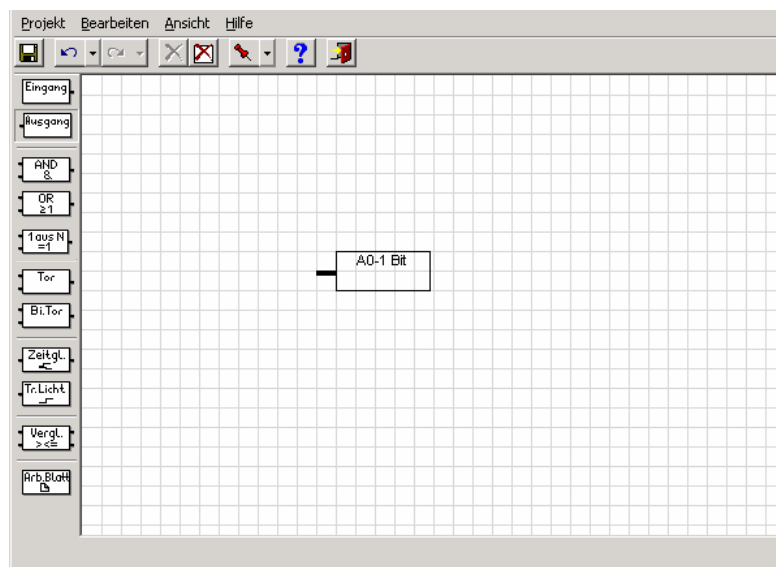 Projekt Bearbeiten Ansicht Hilfe
?
Eingang
Ausgang
AND
&
OR
≥1
1 aus N
=1
Tor
Bi.Tor
Zeitgl.
Tr.Licht
Vergl.
><=
Arb.Blatt
A0-1 Bit